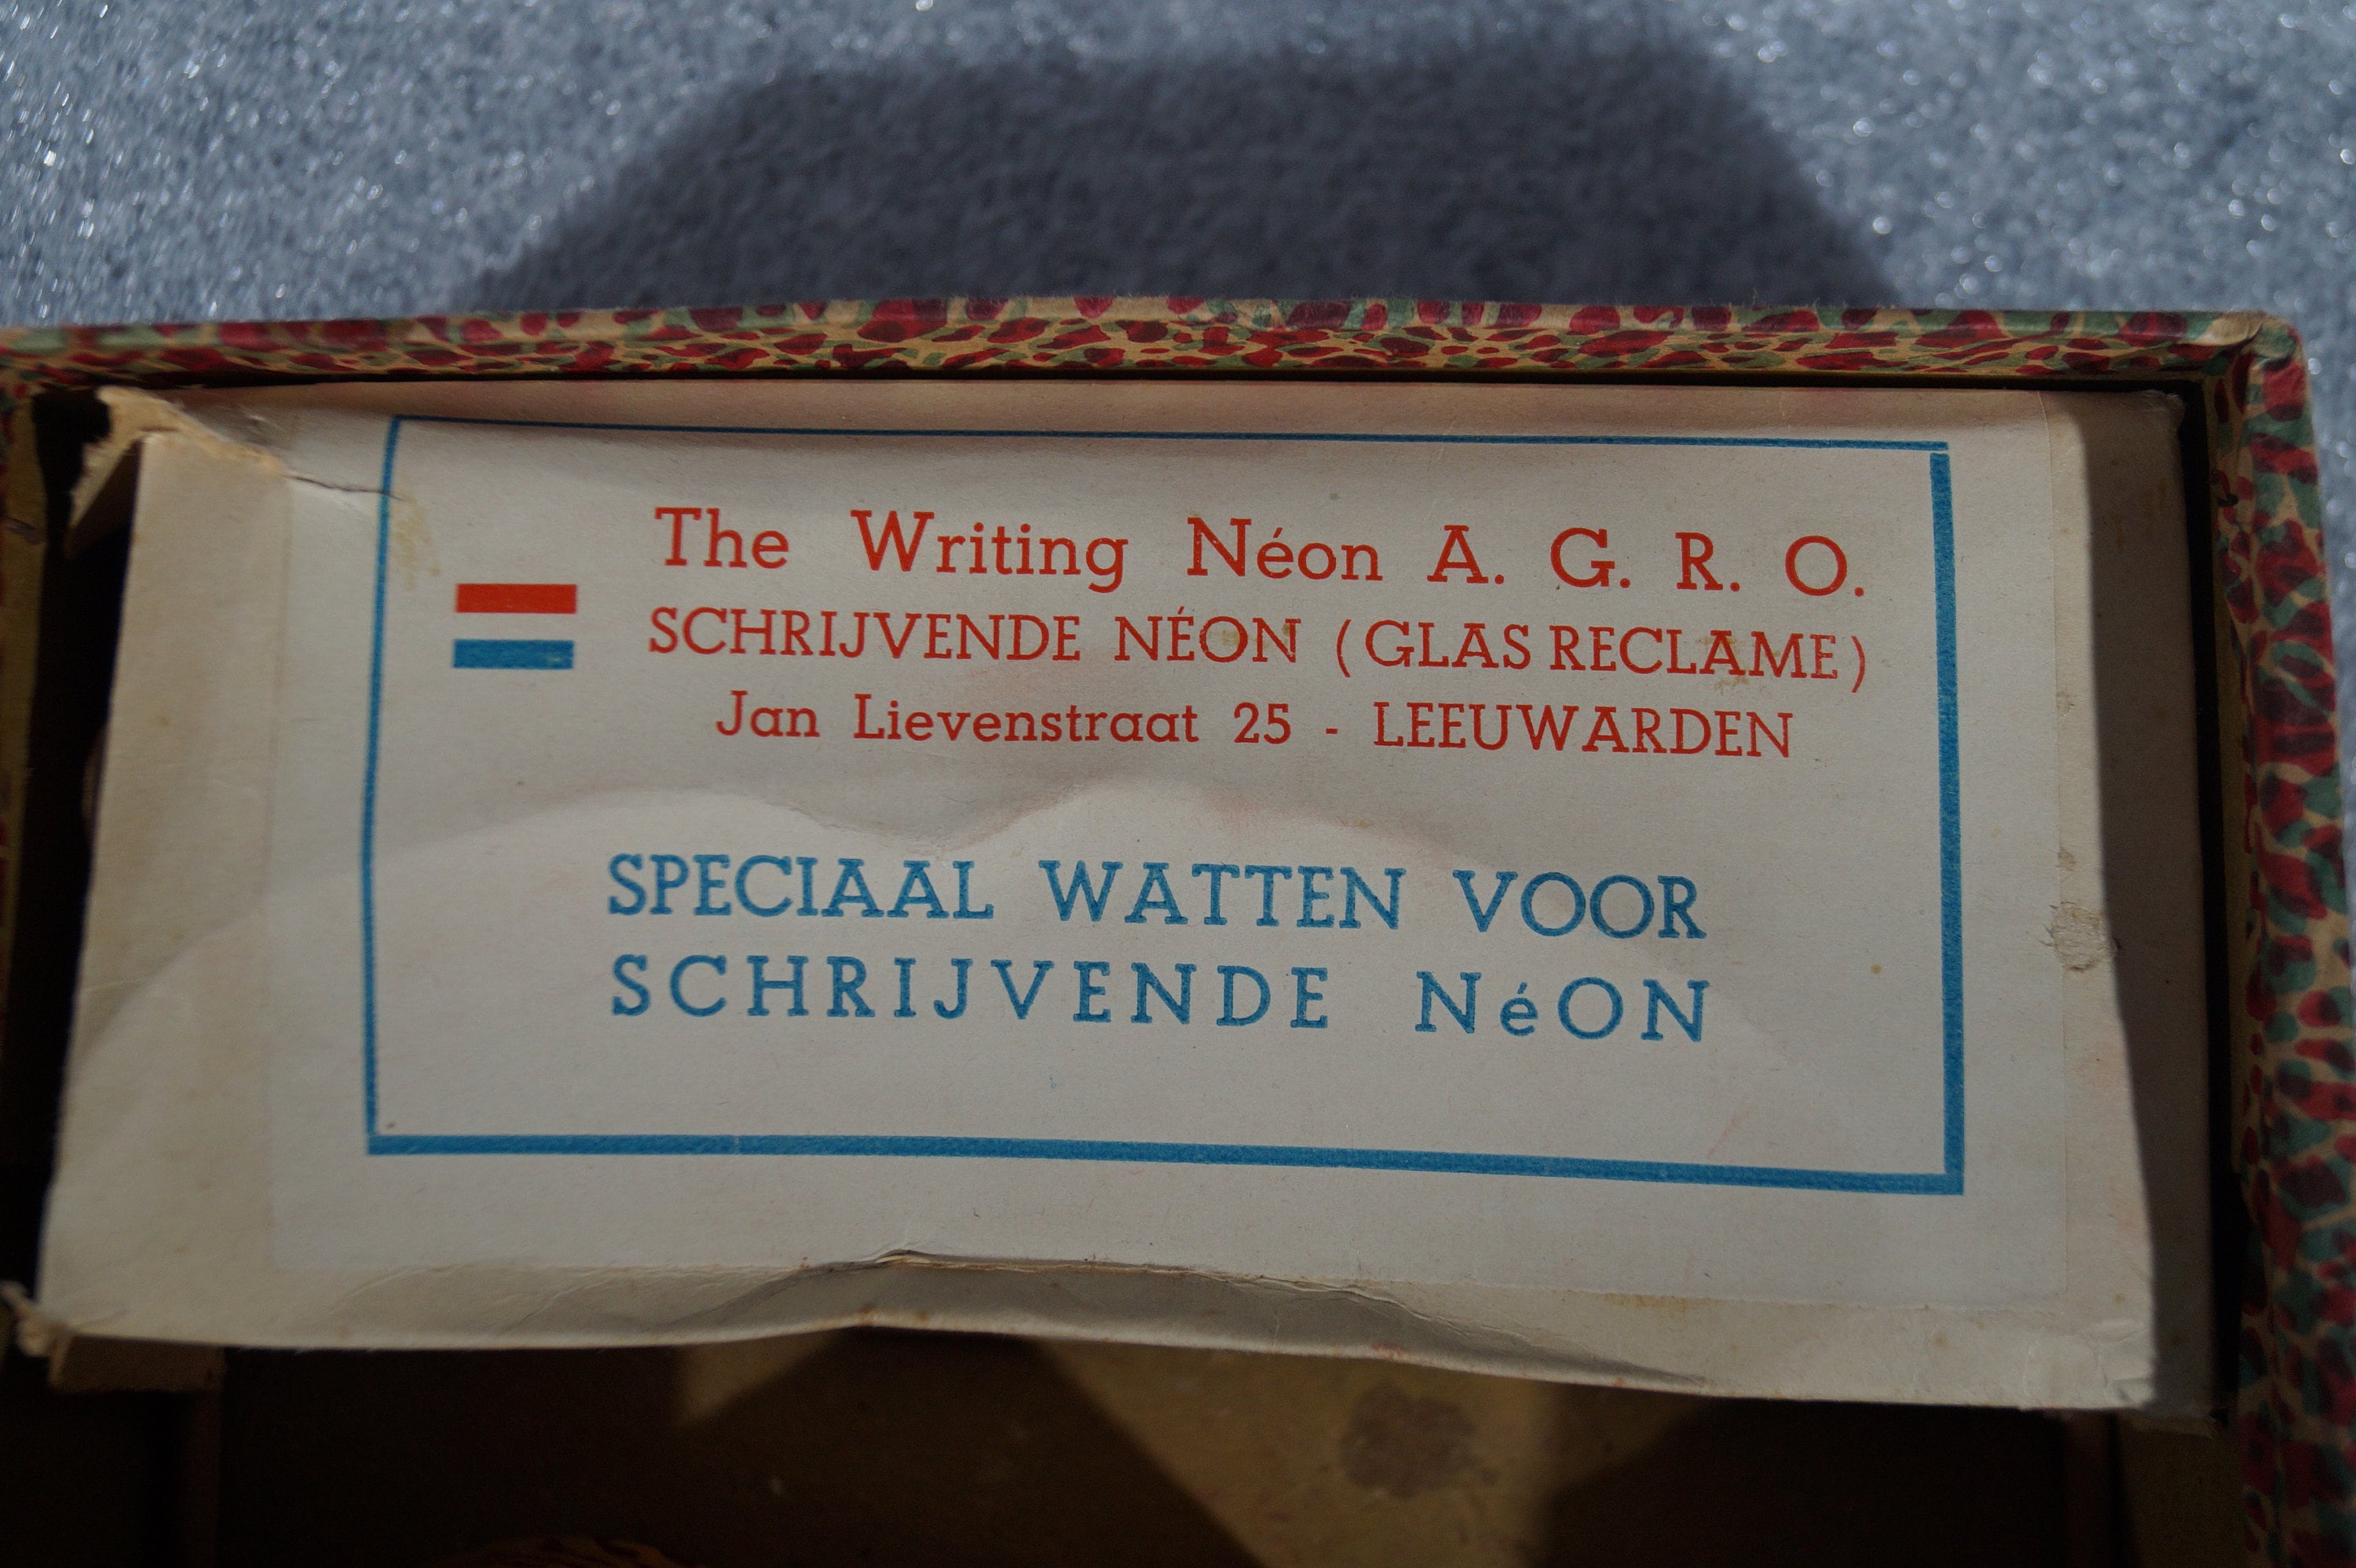 The Writing Néon A. G. R. O.
SCHRIJVENDE NÉON (GLAS RECLAME)
Jan Lievenstraat 25 - LEEUWARDEN
SPECIAAL WATTEN VOOR
SCHRIJVENDE NéON